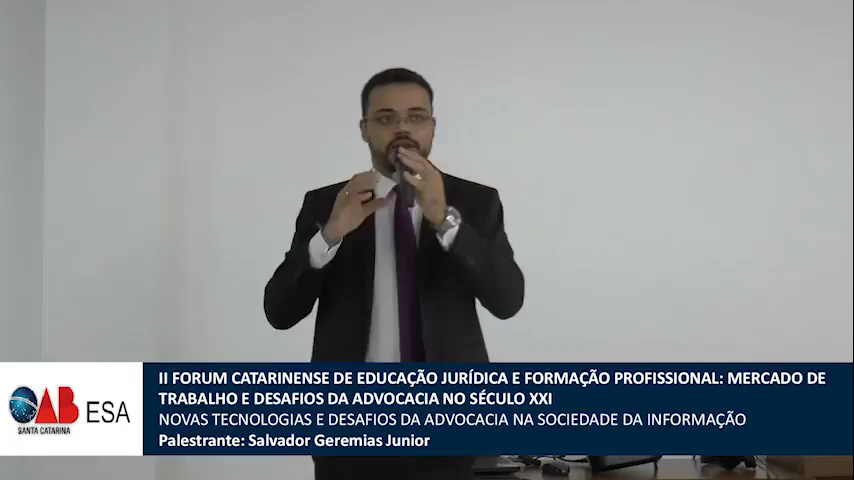 II FORUM CATARINENSE DE EDUCAÇÃO JURÍDICA E FORMAÇÃO PROFISSIONAL: MERCADO DE
TRABALHO E DESAFIOS DA ADVOCACIA NO SÉCULO XXI
NOVAS TECNOLOGIAS E DESAFIOS DA ADVOCACIA NA SOCIEDADE DA INFORMAÇÃO
Palestrante: Salvador Geremias Junior
OAB ESA
SANTA CATARINA